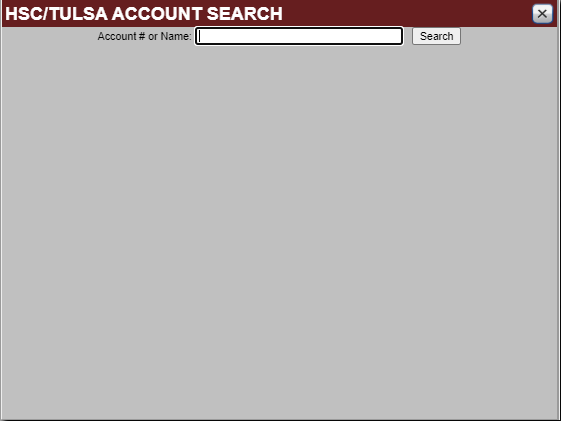 HSC/TULSA ACCOUNT SEARCH
Account # or Name: Search